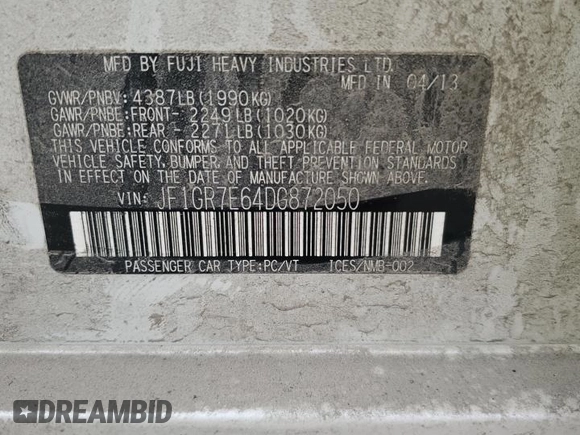 MFD BY FUJI HEAVY INDUSTRIES LTD.
MFD IN 04/13
GVWR/PNBV: 4387LB(1990KG)
GAWR/PNBE:FRONT- 2249LB(1020KG)
GAWR/PNBE:REAR - 2271LB(1030KG)
THIS VEHICLE CONFORMS TO ALL APPLICABLE FEDERAL MOTOR
VEHICLE SAFETY, BUMPER, AND THEFT PREVENTION STANDARDS
IN EFFECT ON THE DATE OF MANUFACTURE SHOWN ABOVE.
VIN: JF1GR7E64DG872050
PASSENGER CAR TYPE:PC/VT ICES/NMB-002
DREAMBID